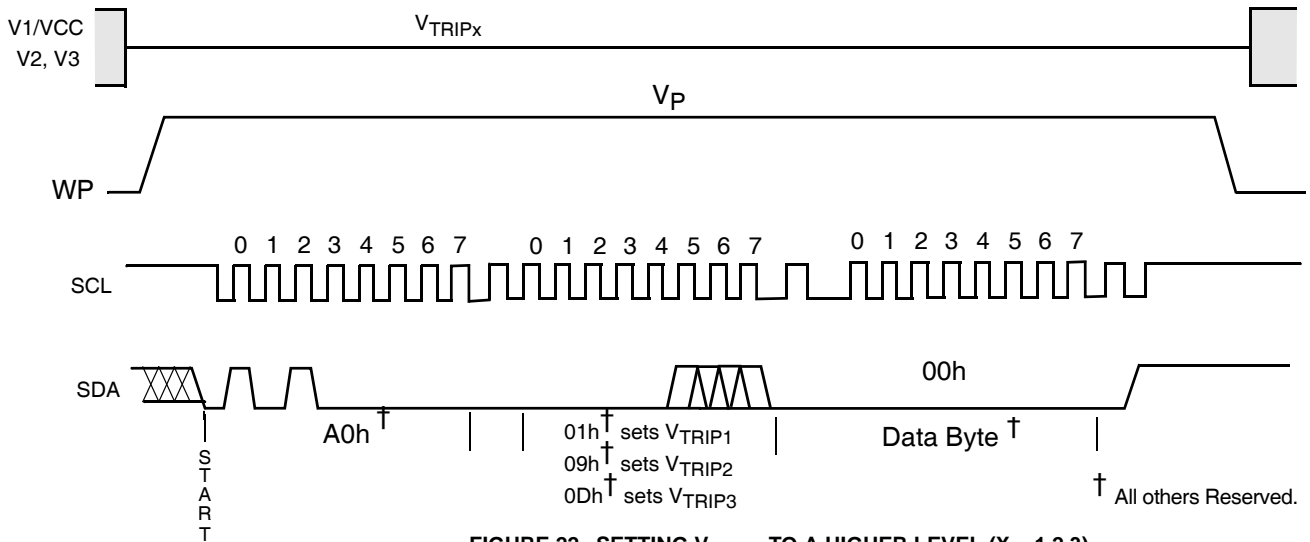 V1/VCC
V2, V3
VTRIPx
VP
WP
0 1 2 3 4 5 6 7 0 1 2 3 4 5 6 7 0 1 2 3 4 5 6 7
SCL
SDA
00h
A0h †
START
01h† sets VTRIP1
09h† sets VTRIP2
0Dh† sets VTRIP3
Data Byte †
† All others Reserved.